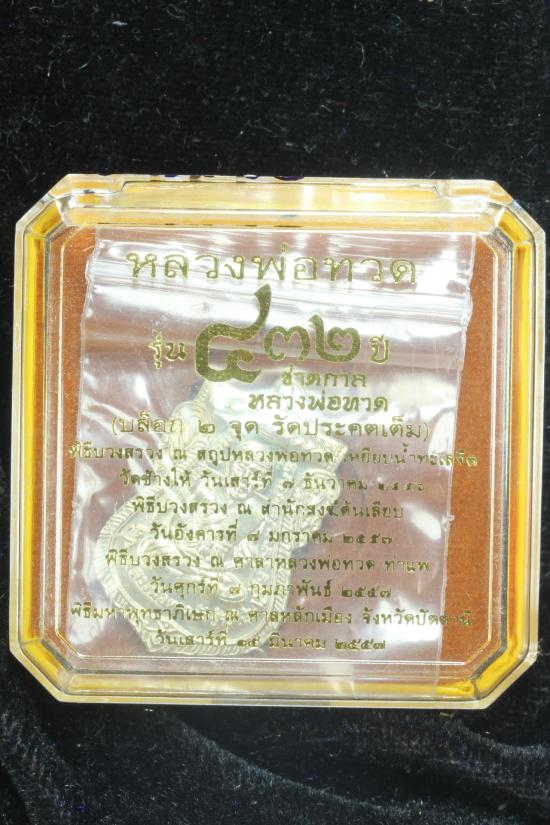 หลวงพ่อทวด
รุ่น ๔๓๒ ปี
ชาตกาล
หลวงพ่อทวด
(บล็อก ๒ จุด รัดประคตเต็ม)
พิธีบวงสรวง ณ สถูปหลวงพ่อทวด เหยียบน้ำทะเลจืด
วัดช้างให้ วันเสาร์ที่ ๗ ธันวาคม ๒๕๕๖
พิธีบวงสรวง ณ สำนักสงฆ์ต้นเลียบ
วันอังคารที่ ๗ มกราคม ๒๕๕๗
พิธีบวงสรวง ณ ศาลาหลวงพ่อทวด ท่าแพ
วันศุกร์ที่ ๗ กุมภาพันธ์ ๒๕๕๗
พิธีมหาพุทธาภิเษก ณ ศาลหลักเมือง จังหวัดปัตตานี
วันเสาร์ที่ ๑๕ มีนาคม ๒๕๕๗